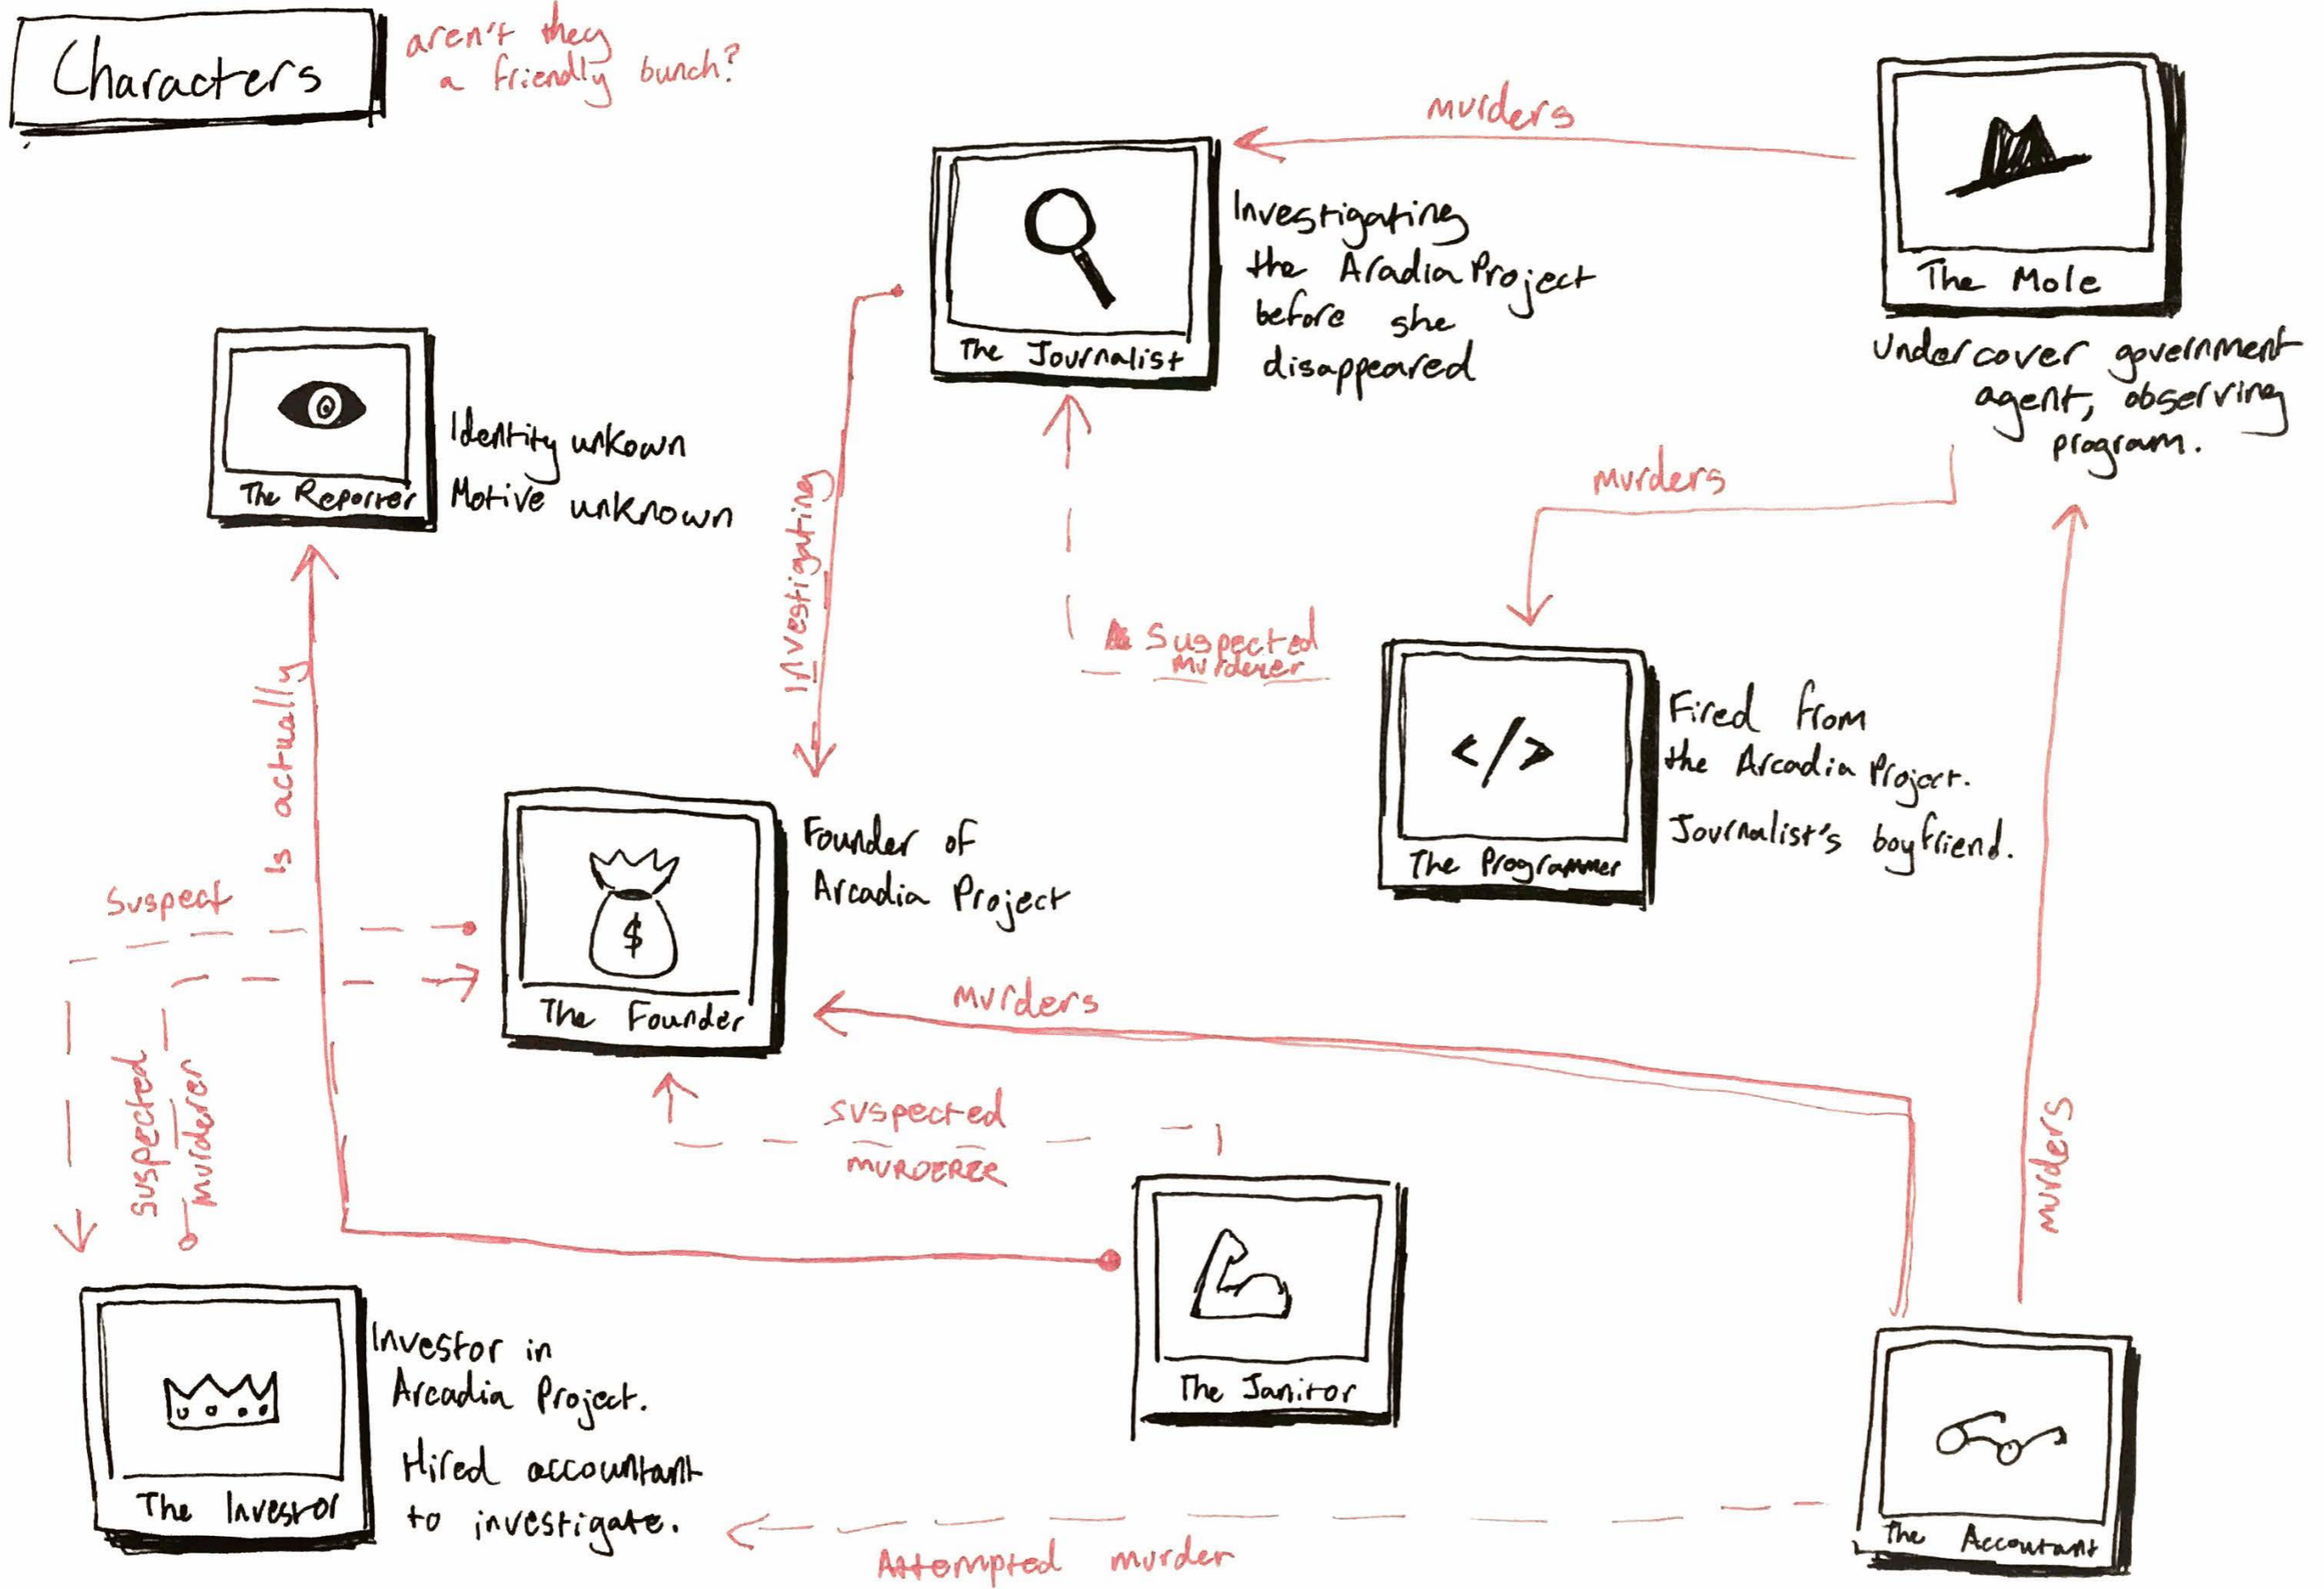 Characters
aren't they
a friendly bunch?
murders
The Mole
Undercover government
agent, observing
program.
The Journalist
Investigating
the Aradia Project
before she
disappeared
The Reporter
Identity unkown
Motive unknown
murders
Investigating
Suspected
Murderer
</>
The Programmer
Fired from
the Arcadia Project.
Journalist's boyfriend.
Is actually
$
The Founder
Founder of
Arcadia Project
Suspect
Suspected
murderer
murders
suspected
MURDERER
murders
The Investor
Investor in
Arcadia Project.
Hired accountant
to investigate.
The Janitor
The Accountant
Attempted murder